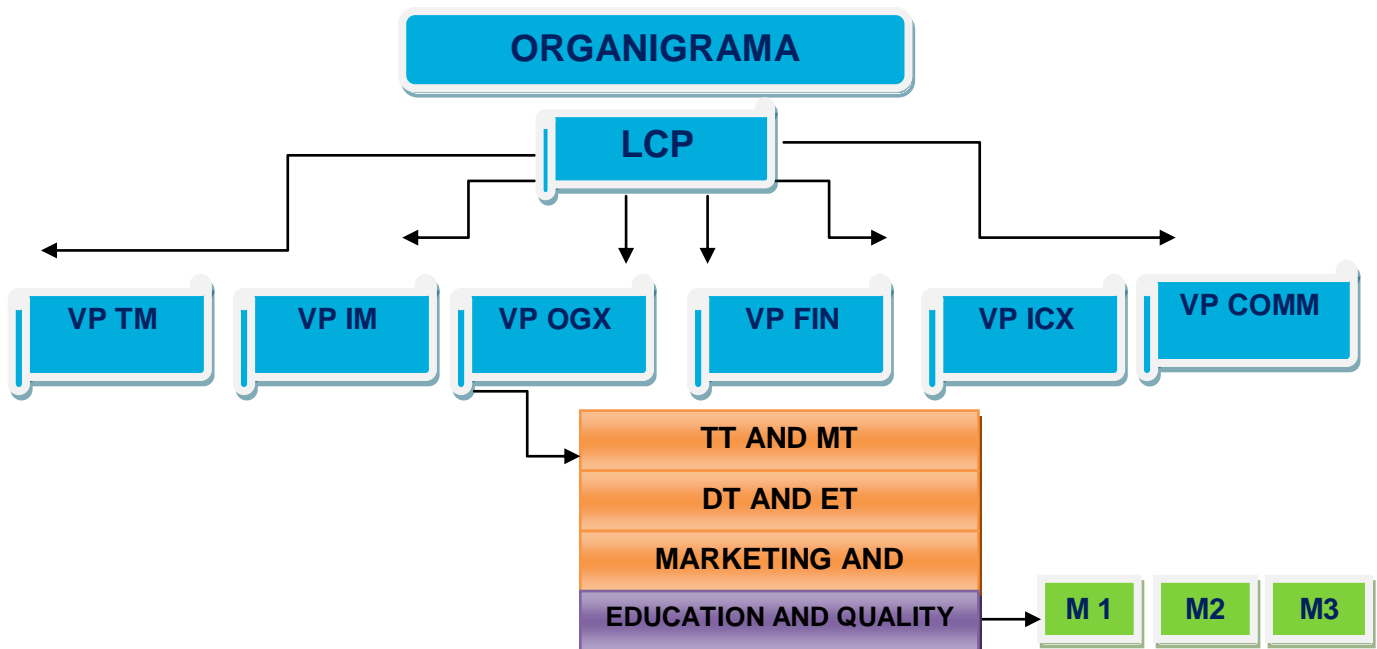 ORGANIGRAMA
LCP
VP TM
VP IM
VP OGX
VP FIN
VP ICX
VP COMM
TT AND MT
DT AND ET
MARKETING AND
EDUCATION AND QUALITY
M 1
M2
M3